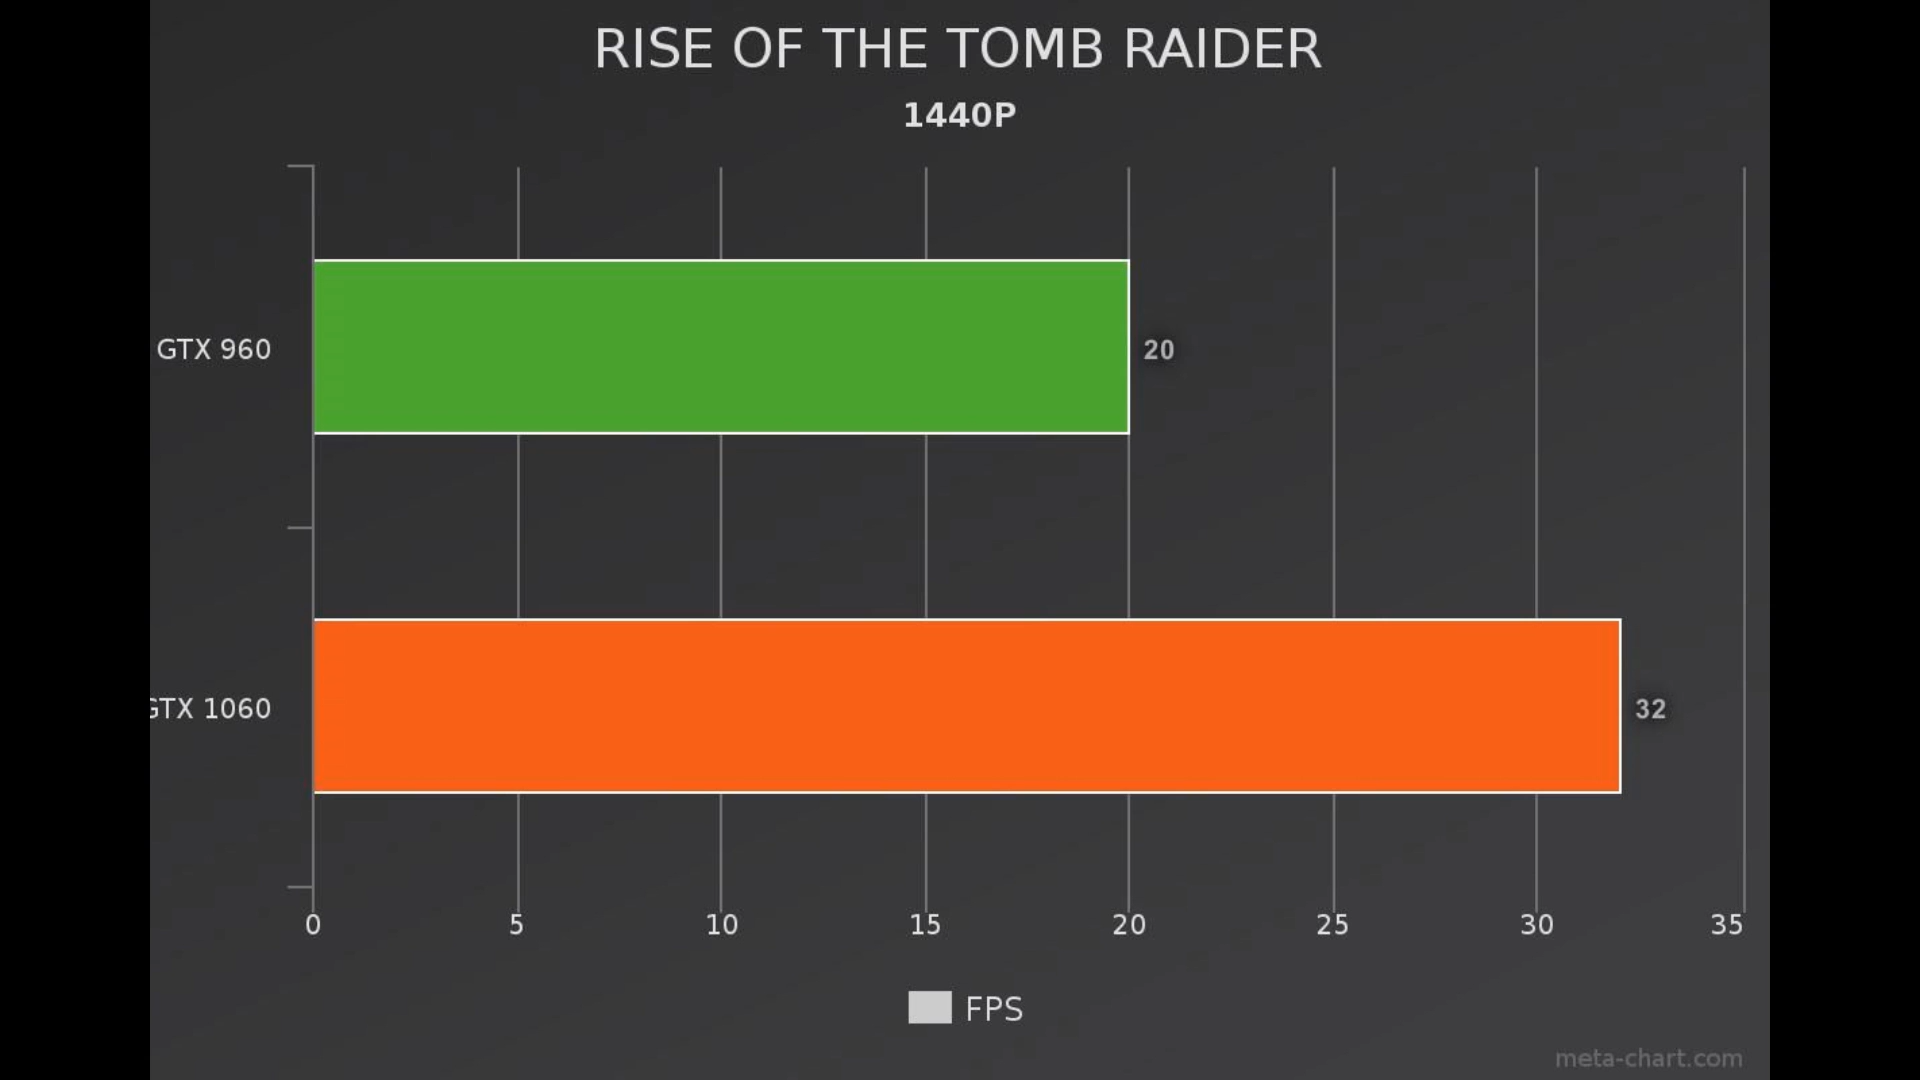 RISE OF THE TOMB RAIDER
1440P
GTX 960
20
GTX 1060
32
0 5 10 15 20 25 30 35
FPS
meta-chart.com